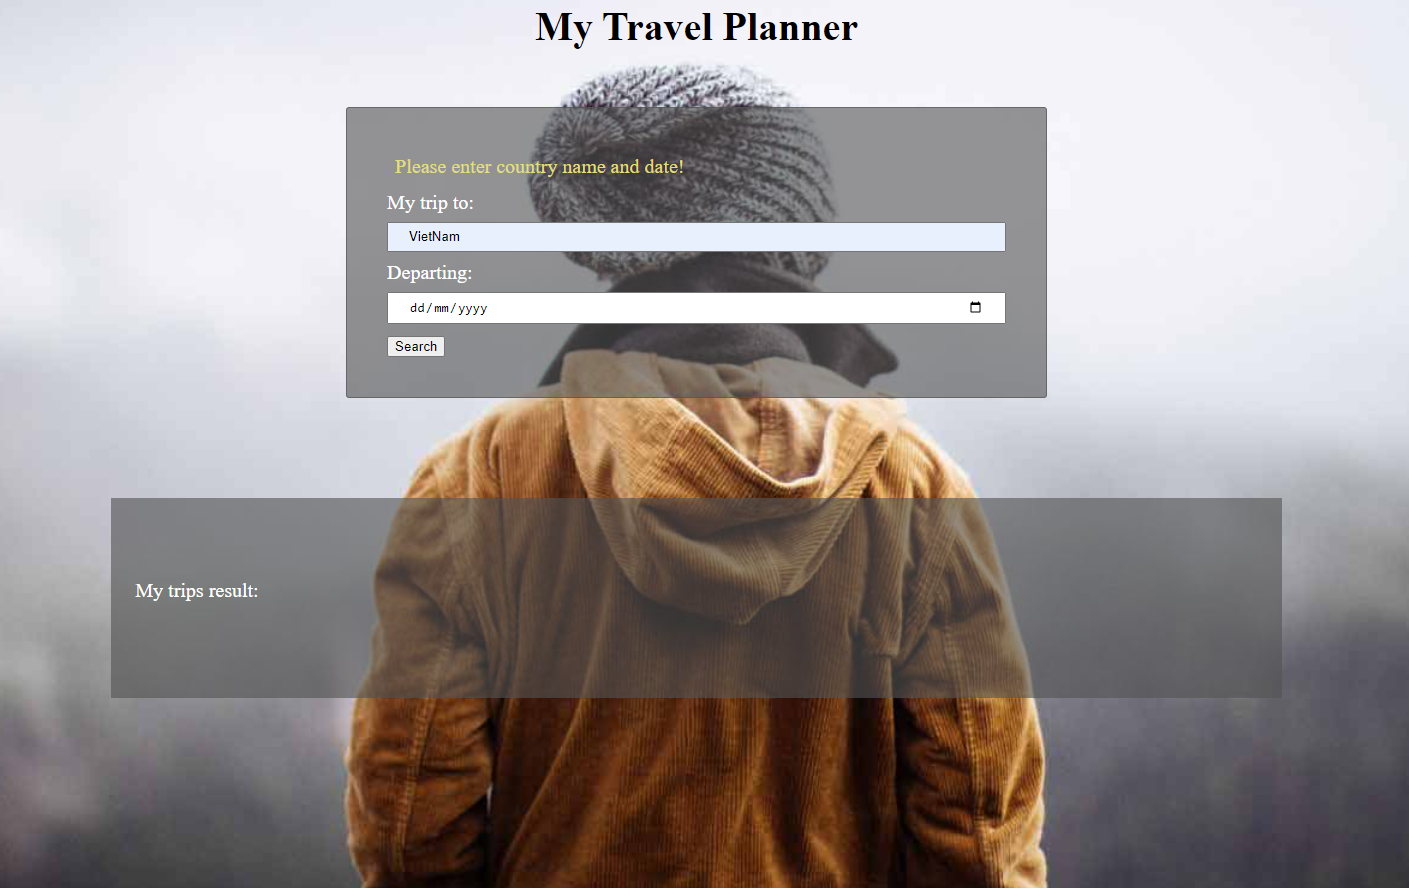 My Travel Planner
Please enter country name and date!
My trip to:
VietNam
Departing:
dd/mm/yyyy
Search
My trips result: